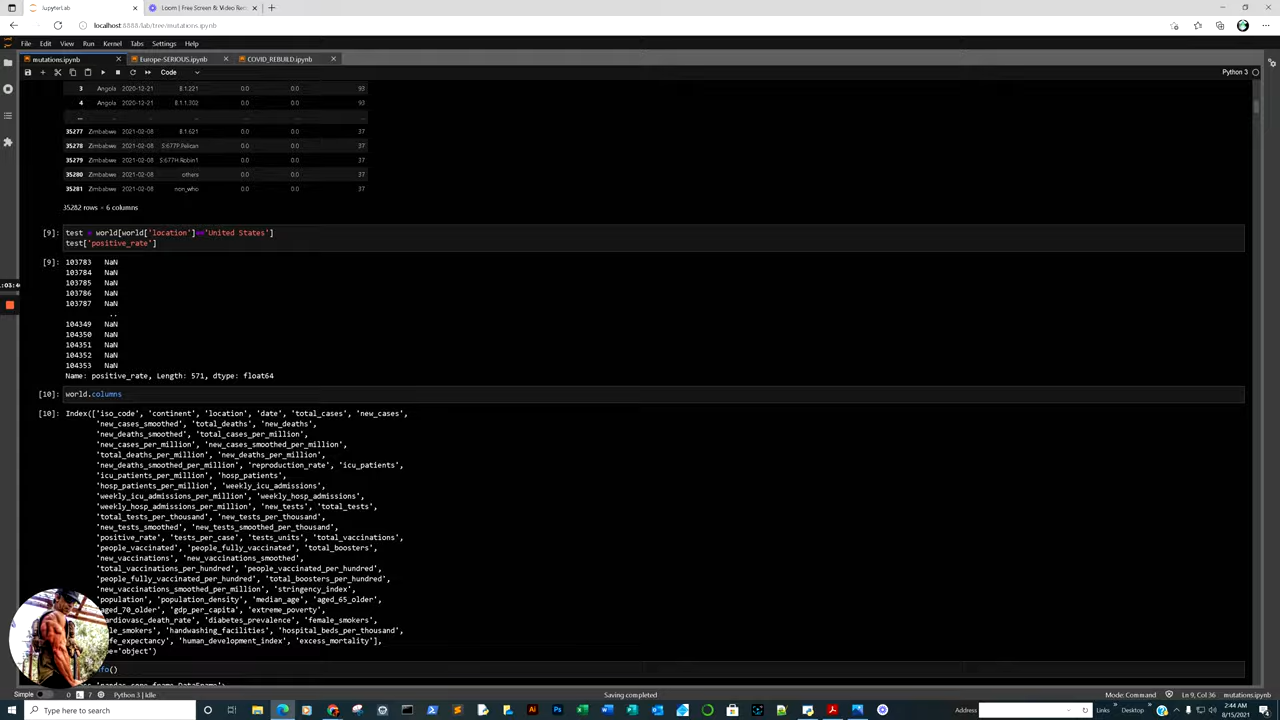 JupyterLab
Loom | Free Screen & Video Rec
localhost:8888/lab/tree/mutations.ipynb
File Edit View Run Kernel Tabs Settings Help
mutations.ipynb Europe-SERIOUS.ipynb COVID_REBUILD.ipynb
Code Python 3
3 Angola 2020-12-21 B.1.221 0.0 0.0 93
4 Angola 2020-12-21 B.1.1.302 0.0 0.0 93
... ... ... ... ... ... ...
35277 Zimbabwe 2021-02-08 B.1.621 0.0 0.0 37
35278 Zimbabwe 2021-02-08 S:677P.Pelican 0.0 0.0 37
35279 Zimbabwe 2021-02-08 S:677H.Robin1 0.0 0.0 37
35280 Zimbabwe 2021-02-08 others 0.0 0.0 37
35281 Zimbabwe 2021-02-08 non_who 0.0 0.0 37
35282 rows × 6 columns
[9]: test = world[world['location']=='United States']
test['positive_rate']
[9]: 103783 NaN
103784 NaN
103785 NaN
103786 NaN
103787 NaN
..
104349 NaN
104350 NaN
104351 NaN
104352 NaN
104353 NaN
Name: positive_rate, Length: 571, dtype: float64
[10]: world.columns
[10]: Index(['iso_code', 'continent', 'location', 'date', 'total_cases', 'new_cases',
'new_cases_smoothed', 'total_deaths', 'new_deaths',
'new_deaths_smoothed', 'total_cases_per_million',
'new_cases_per_million', 'new_cases_smoothed_per_million',
'total_deaths_per_million', 'new_deaths_per_million',
'new_deaths_smoothed_per_million', 'reproduction_rate', 'icu_patients',
'icu_patients_per_million', 'hosp_patients',
'hosp_patients_per_million', 'weekly_icu_admissions',
'weekly_icu_admissions_per_million', 'weekly_hosp_admissions',
'weekly_hosp_admissions_per_million', 'new_tests', 'total_tests',
'total_tests_per_thousand', 'new_tests_per_thousand',
'new_tests_smoothed', 'new_tests_smoothed_per_thousand',
'positive_rate', 'tests_per_case', 'tests_units', 'total_vaccinations',
'people_vaccinated', 'people_fully_vaccinated', 'total_boosters',
'new_vaccinations', 'new_vaccinations_smoothed',
'total_vaccinations_per_hundred', 'people_vaccinated_per_hundred',
'people_fully_vaccinated_per_hundred', 'total_boosters_per_hundred',
'new_vaccinations_smoothed_per_million', 'stringency_index',
'population', 'population_density', 'median_age', 'aged_65_older',
aged_70_older', 'gdp_per_capita', 'extreme_poverty',
ardiovasc_death_rate', 'diabetes_prevalence', 'female_smokers',
le_smokers', 'handwashing_facilities', 'hospital_beds_per_thousand',
fe_expectancy', 'human_development_index', 'excess_mortality'],
pe='object')
fo()
Simple 0 7 Python 3 | Idle Saving completed Mode: Command Ln 9, Col 36 mutations.ipynb
Type here to search Address Links Desktop 2:44 AM
8/15/2021